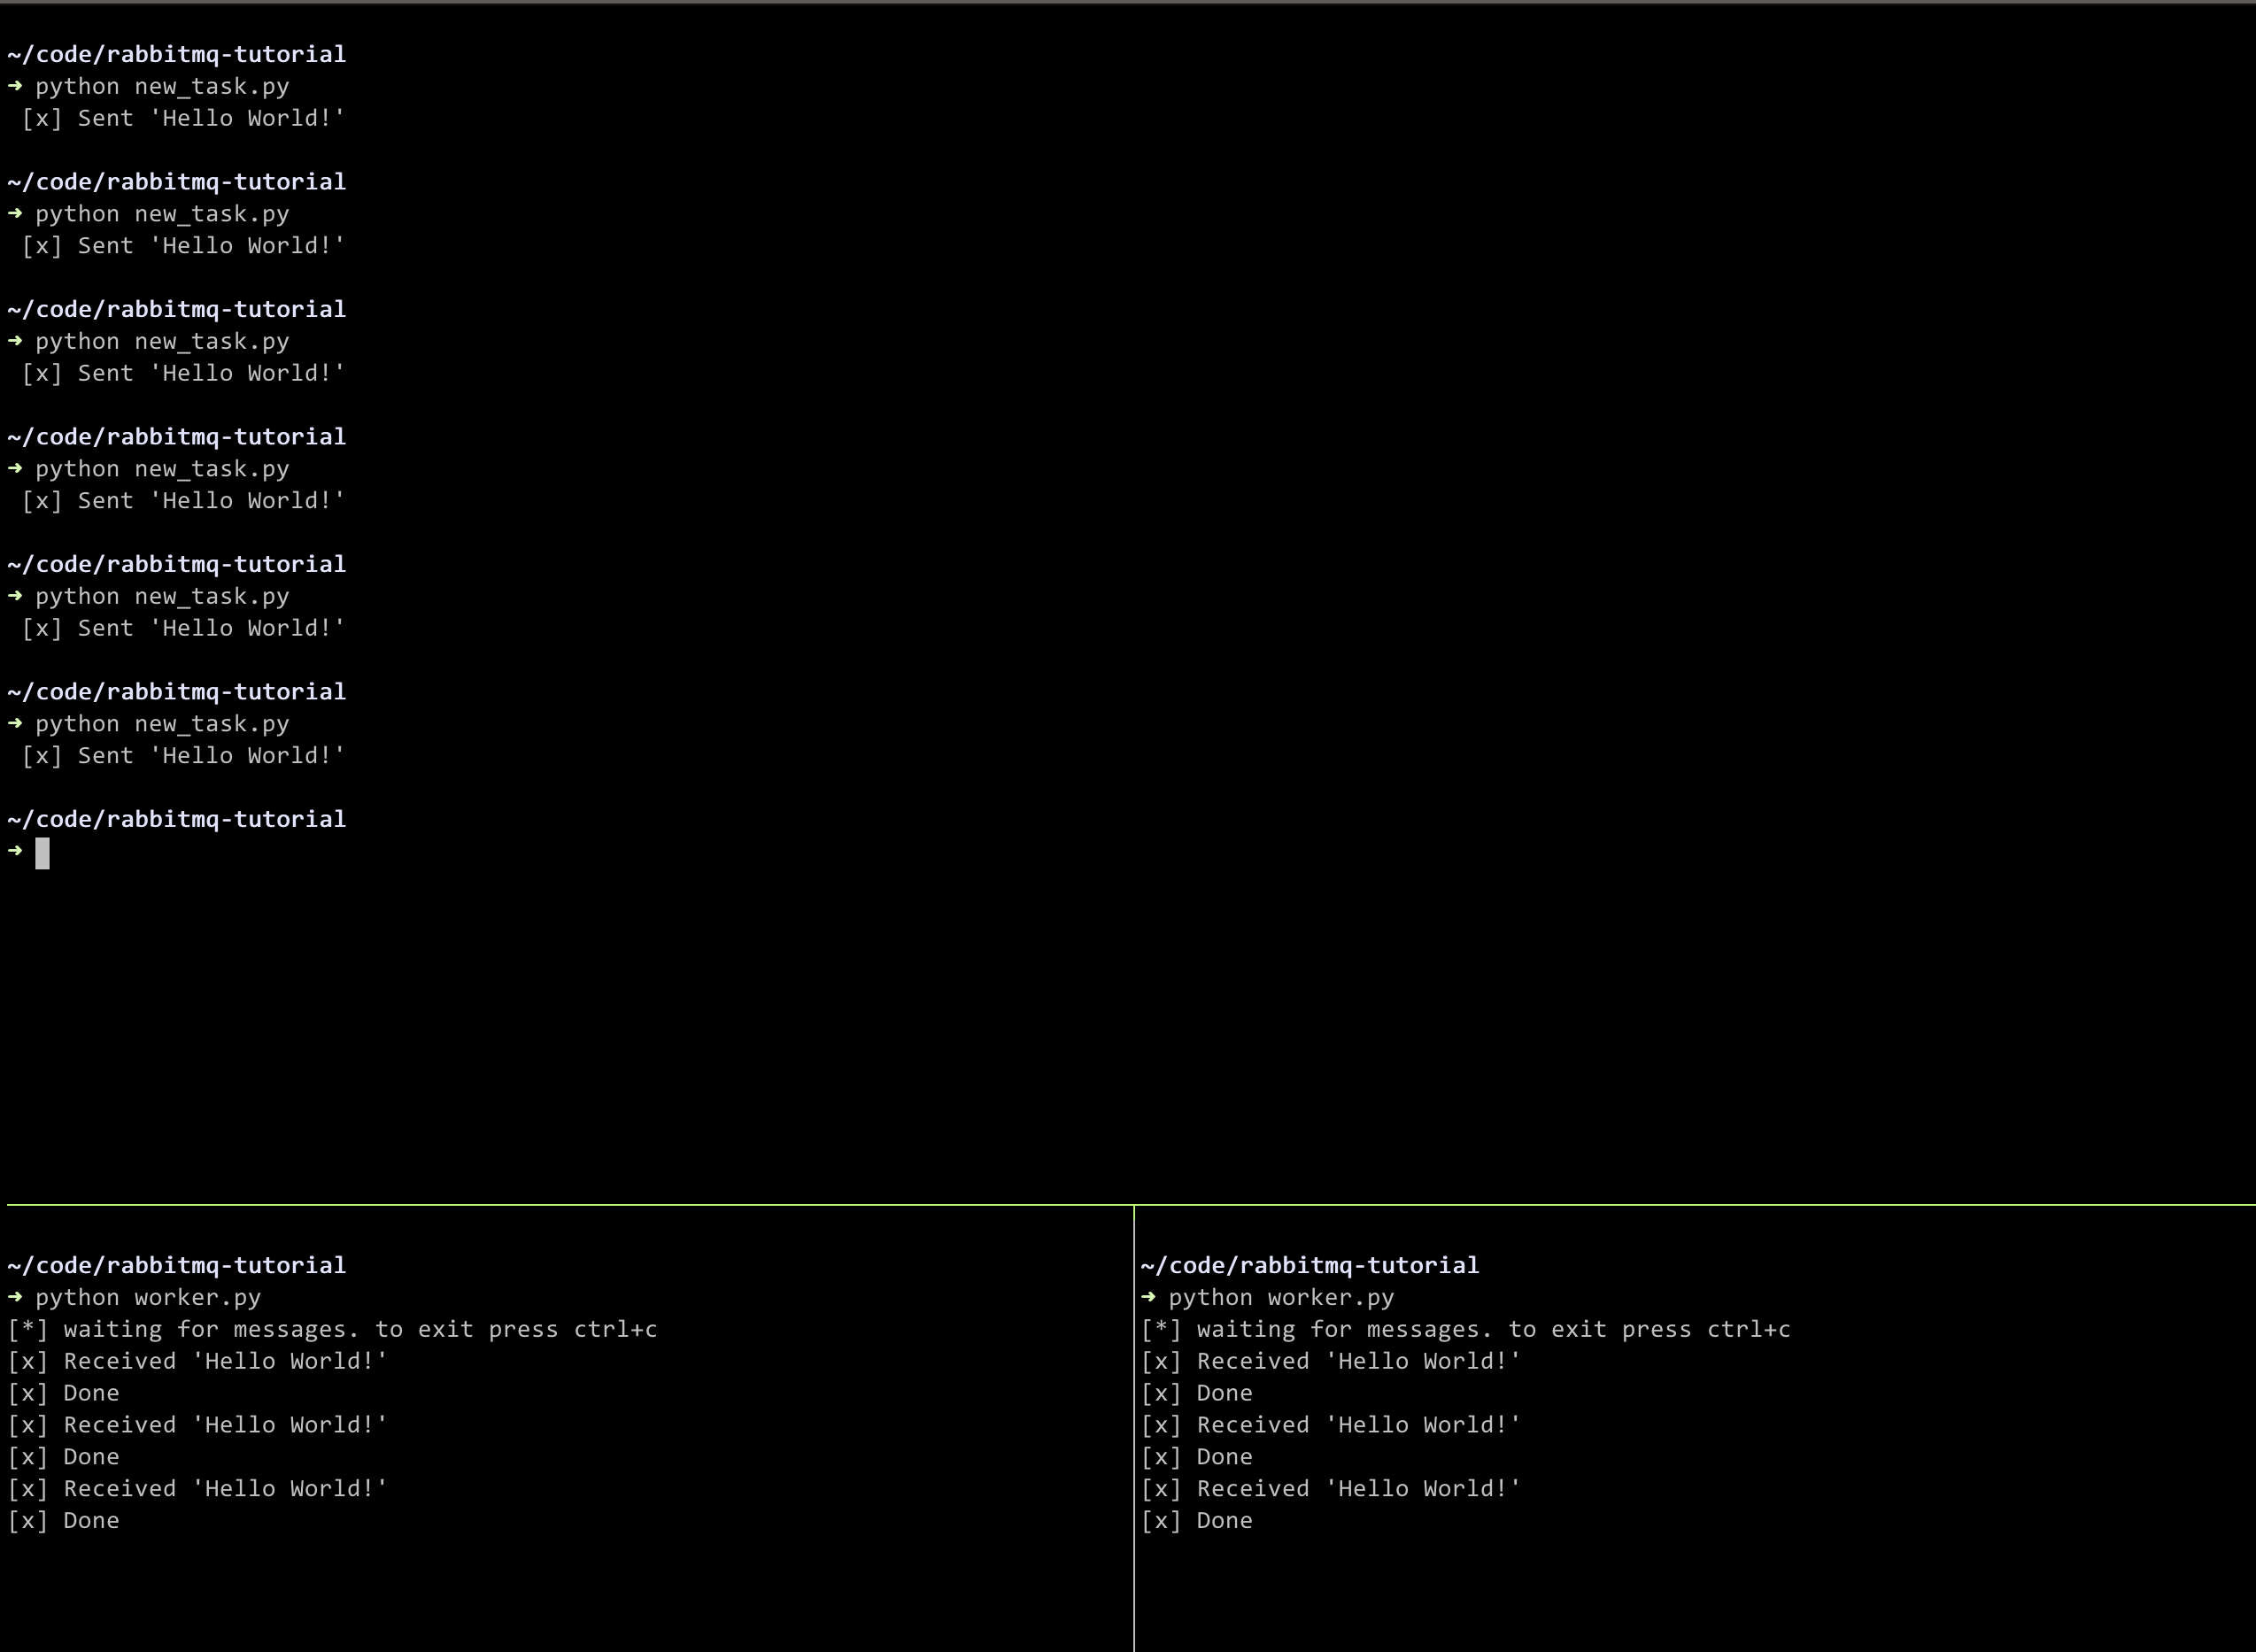 ~/code/rabbitmq-tutorial
➜ python new_task.py
 [x] Sent 'Hello World!'
~/code/rabbitmq-tutorial
➜ python new_task.py
 [x] Sent 'Hello World!'
~/code/rabbitmq-tutorial
➜ python new_task.py
 [x] Sent 'Hello World!'
~/code/rabbitmq-tutorial
➜ python new_task.py
 [x] Sent 'Hello World!'
~/code/rabbitmq-tutorial
➜ python new_task.py
 [x] Sent 'Hello World!'
~/code/rabbitmq-tutorial
➜ python new_task.py
 [x] Sent 'Hello World!'
~/code/rabbitmq-tutorial
➜
~/code/rabbitmq-tutorial
➜ python worker.py
[*] waiting for messages. to exit press ctrl+c
[x] Received 'Hello World!'
[x] Done
[x] Received 'Hello World!'
[x] Done
[x] Received 'Hello World!'
[x] Done
~/code/rabbitmq-tutorial
➜ python worker.py
[*] waiting for messages. to exit press ctrl+c
[x] Received 'Hello World!'
[x] Done
[x] Received 'Hello World!'
[x] Done
[x] Received 'Hello World!'
[x] Done